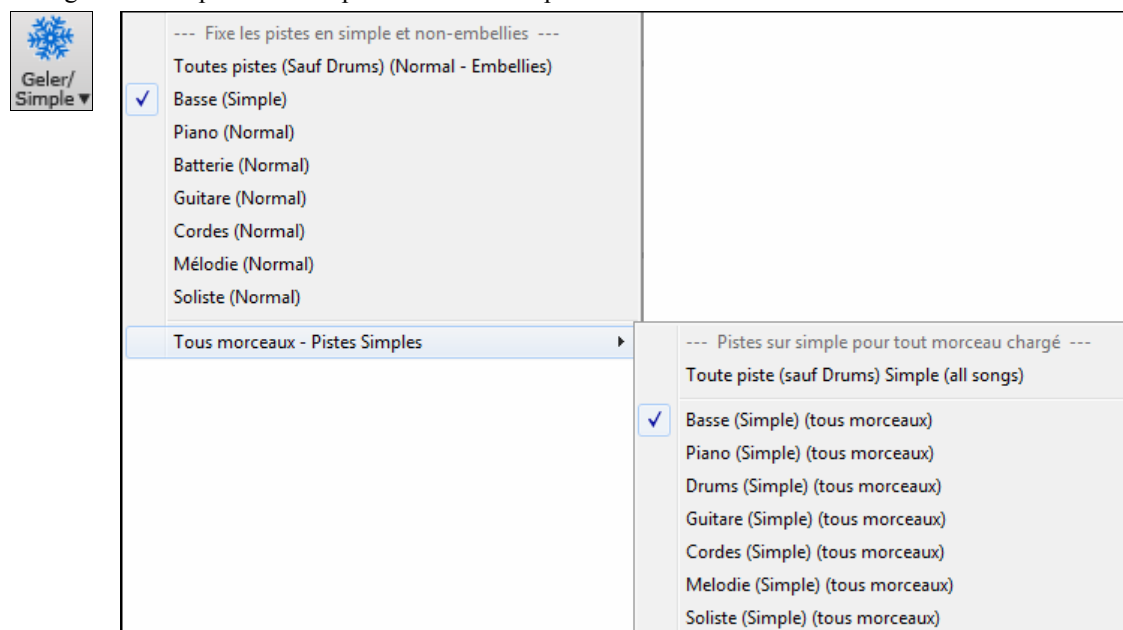 Geler/
Simple ▼
--- Fixe les pistes en simple et non-embellies ---
Toutes pistes (Sauf Drums) (Normal - Embellies)
Basse (Simple)
Piano (Normal)
Batterie (Normal)
Guitare (Normal)
Cordes (Normal)
Mélodie (Normal)
Soliste (Normal)
Tous morceaux - Pistes Simples
--- Pistes sur simple pour tout morceau chargé ---
Toute piste (sauf Drums) Simple (all songs)
Basse (Simple) (tous morceaux)
Piano (Simple) (tous morceaux)
Drums (Simple) (tous morceaux)
Guitare (Simple) (tous morceaux)
Cordes (Simple) (tous morceaux)
Melodie (Simple) (tous morceaux)
Soliste (Simple) (tous morceaux)